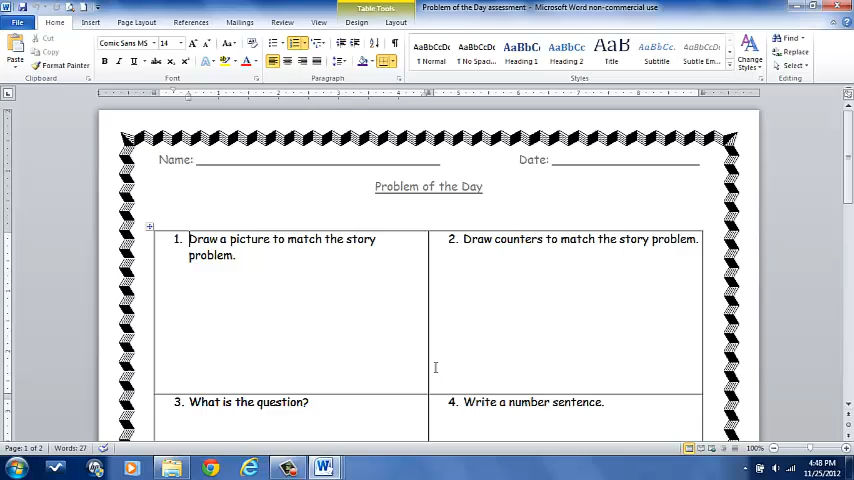 Table Tools
Problem of the Day assessment - Microsoft Word non-commercial use
File Home Insert Page Layout References Mailings Review View Design Layout
Paste
Cut
Copy
Format Painter
Clipboard
Comic Sans MS 14
B I U abc x₂ x² A
Aa
Font
Paragraph
AaBbCcDc AaBbCcDc AaBbC AaBbCc AaB AaBbCc. AaBbCcDc
¶ Normal ¶ No Spac... Heading 1 Heading 2 Title Subtitle Subtle Em...
Change Styles
Styles
Find
Replace
Select
Editing
Name: Date:
Problem of the Day
1. Draw a picture to match the story
problem.
2. Draw counters to match the story problem.
3. What is the question?
4. Write a number sentence.
Page: 1 of 2 Words: 27
100%
4:48 PM
11/25/2012